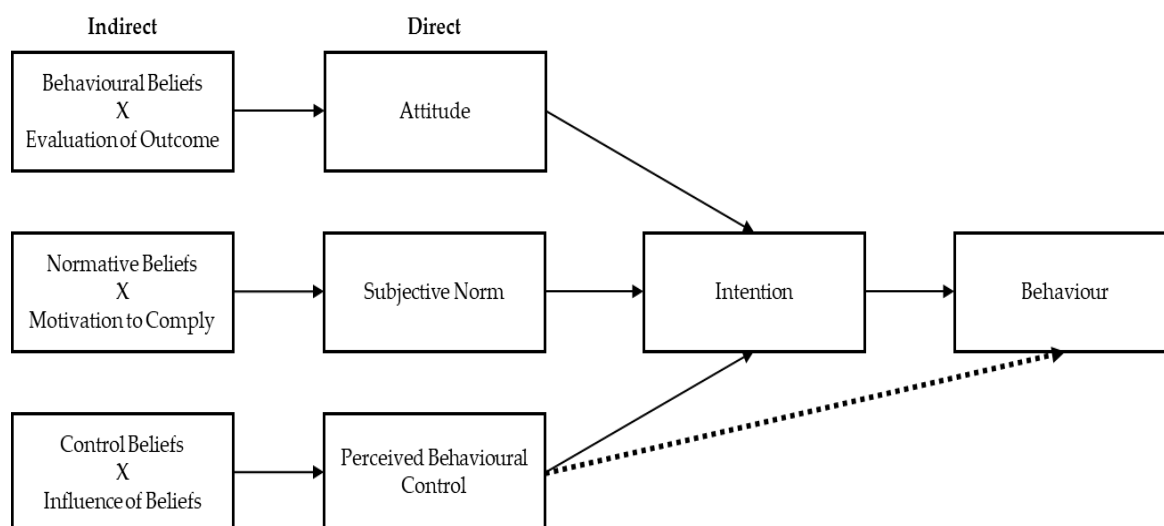 Indirect
Direct
Behavioural Beliefs
X
Evaluation of Outcome
Attitude
Normative Beliefs
X
Motivation to Comply
Subjective Norm
Intention
Behaviour
Control Beliefs
X
Influence of Beliefs
Perceived Behavioural
Control